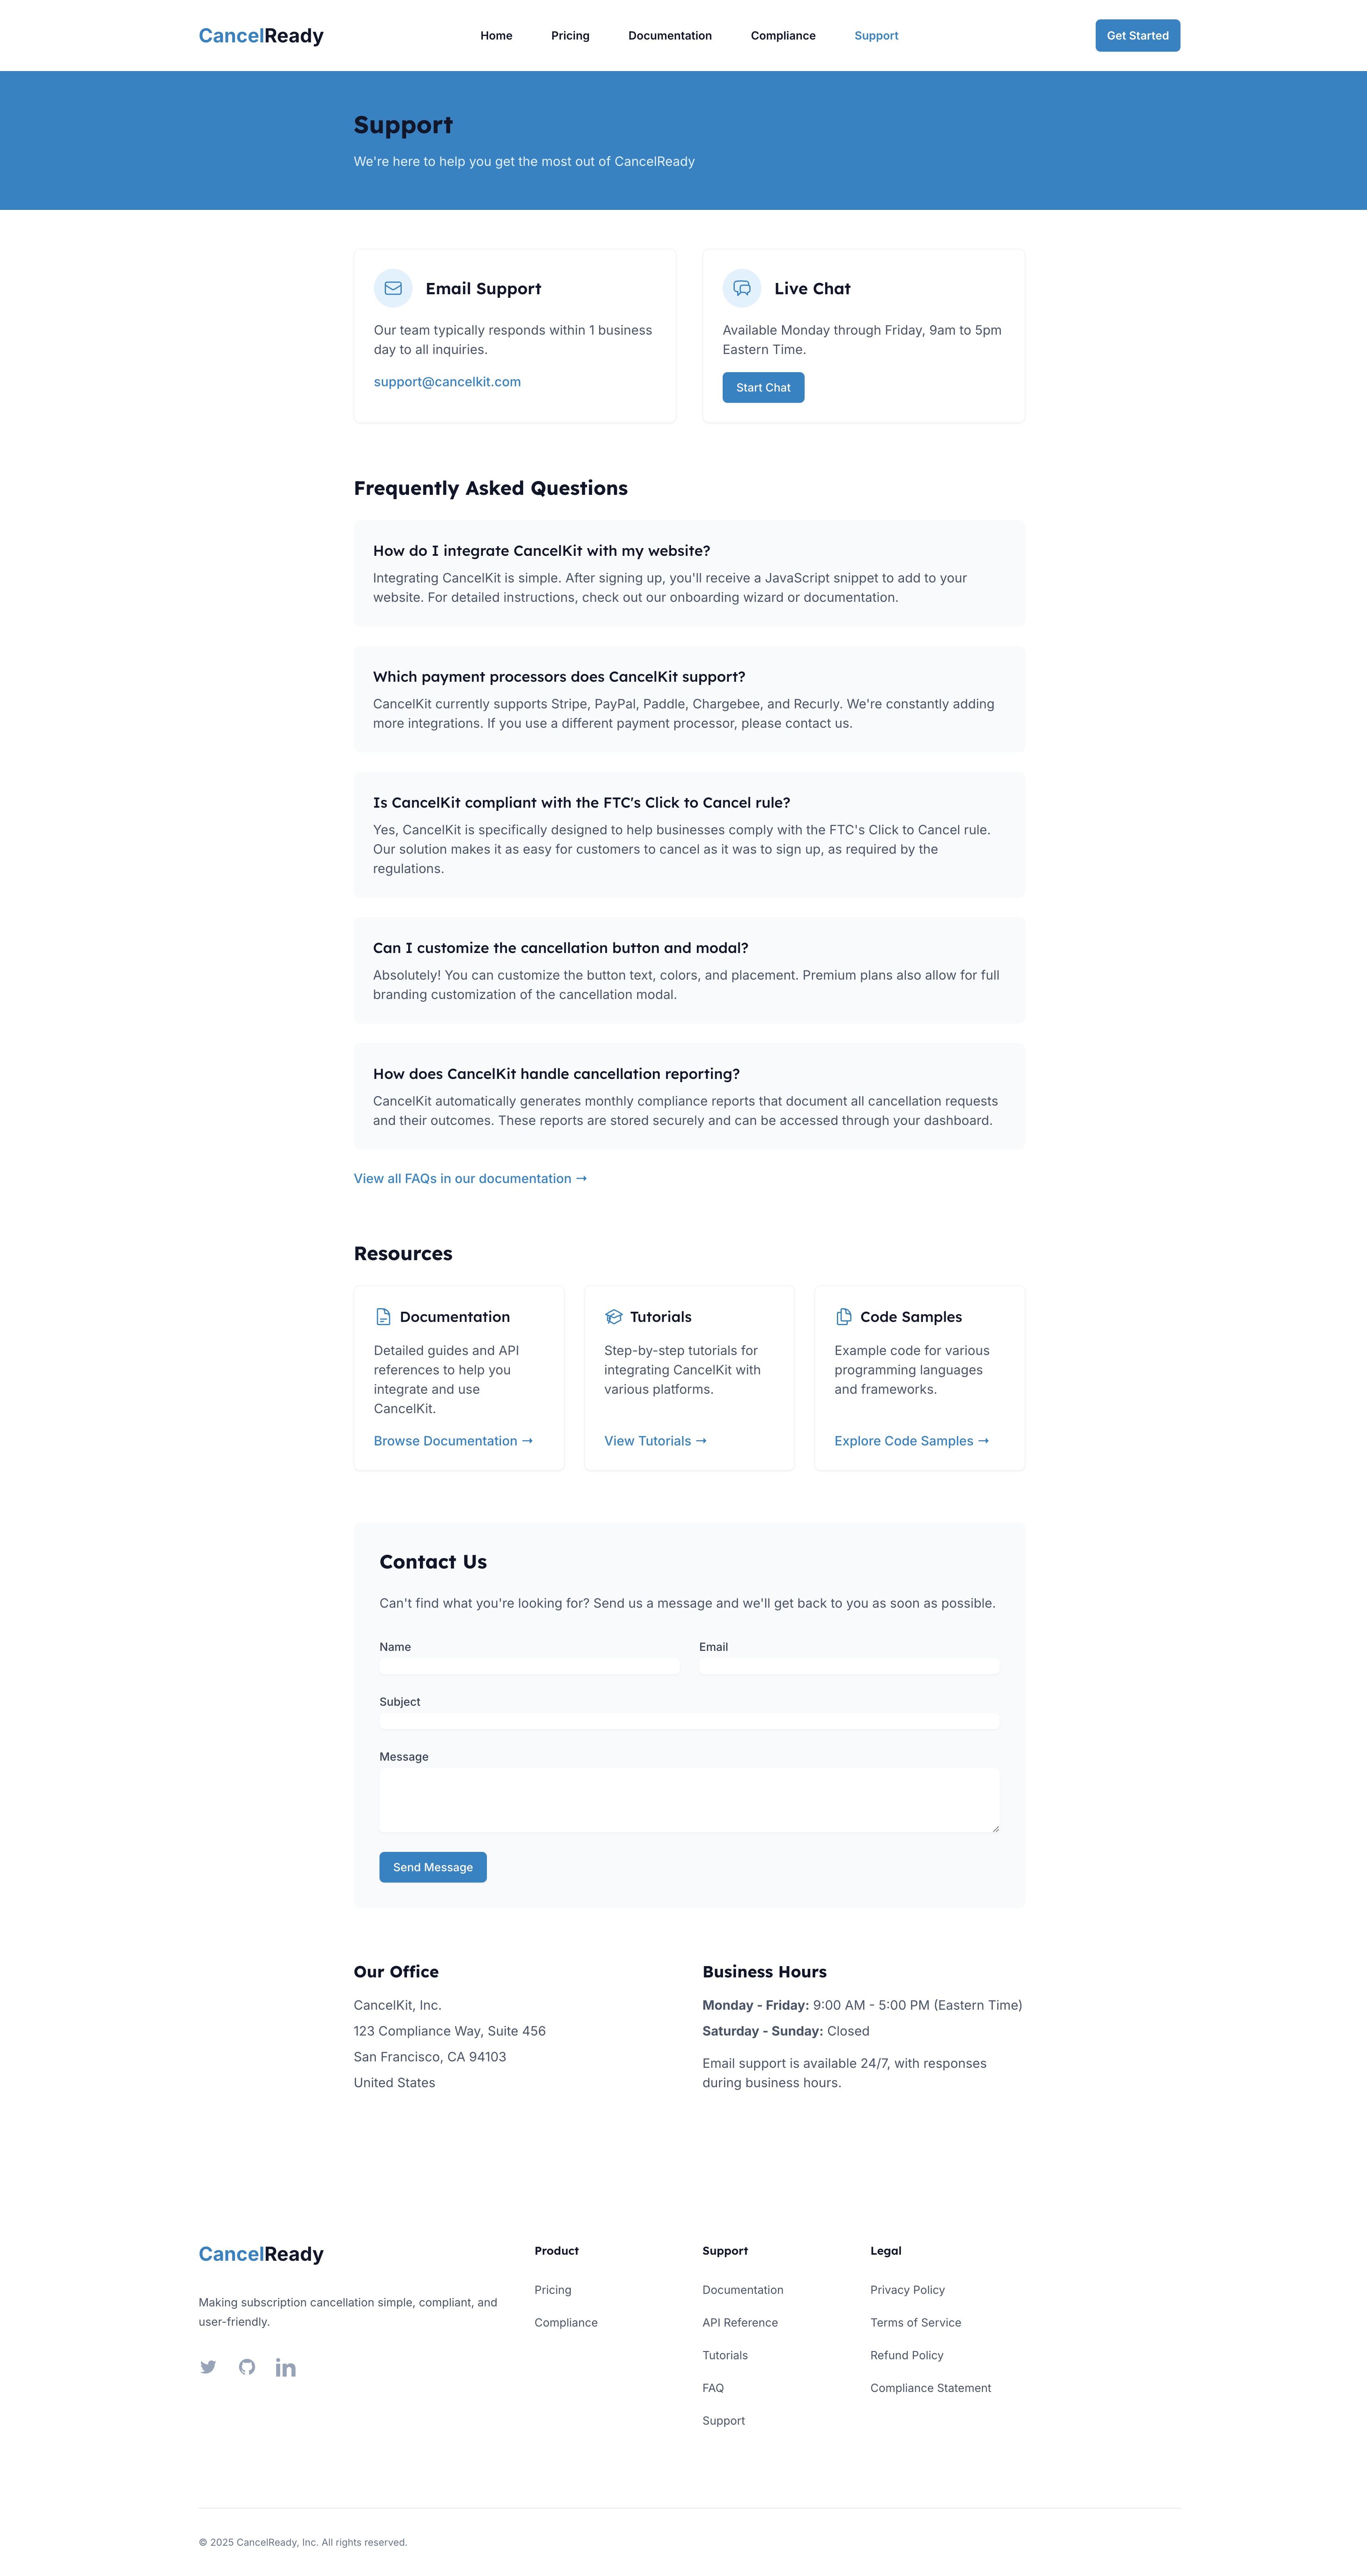 CancelReady
Home
Pricing
Documentation
Compliance
Support
Get Started
Support
We're here to help you get the most out of CancelReady
Email Support
Our team typically responds within 1 business
day to all inquiries.
support@cancelkit.com
Live Chat
Available Monday through Friday, 9am to 5pm
Eastern Time.
Start Chat
Frequently Asked Questions
How do I integrate CancelKit with my website?
Integrating CancelKit is simple. After signing up, you'll receive a JavaScript snippet to add to your
website. For detailed instructions, check out our onboarding wizard or documentation.
Which payment processors does CancelKit support?
CancelKit currently supports Stripe, PayPal, Paddle, Chargebee, and Recurly. We're constantly adding
more integrations. If you use a different payment processor, please contact us.
Is CancelKit compliant with the FTC's Click to Cancel rule?
Yes, CancelKit is specifically designed to help businesses comply with the FTC's Click to Cancel rule.
Our solution makes it as easy for customers to cancel as it was to sign up, as required by the
regulations.
Can I customize the cancellation button and modal?
Absolutely! You can customize the button text, colors, and placement. Premium plans also allow for full
branding customization of the cancellation modal.
How does CancelKit handle cancellation reporting?
CancelKit automatically generates monthly compliance reports that document all cancellation requests
and their outcomes. These reports are stored securely and can be accessed through your dashboard.
View all FAQs in our documentation →
Resources
Documentation
Detailed guides and API
references to help you
integrate and use
CancelKit.
Browse Documentation →
Tutorials
Step-by-step tutorials for
integrating CancelKit with
various platforms.
View Tutorials →
Code Samples
Example code for various
programming languages
and frameworks.
Explore Code Samples →
Contact Us
Can't find what you're looking for? Send us a message and we'll get back to you as soon as possible.
Name
Email
Subject
Message
Send Message
Our Office
CancelKit, Inc.
123 Compliance Way, Suite 456
San Francisco, CA 94103
United States
Business Hours
Monday - Friday: 9:00 AM - 5:00 PM (Eastern Time)
Saturday - Sunday: Closed
Email support is available 24/7, with responses
during business hours.
CancelReady
Making subscription cancellation simple, compliant, and
user-friendly.
Product
Pricing
Compliance
Support
Documentation
API Reference
Tutorials
FAQ
Support
Legal
Privacy Policy
Terms of Service
Refund Policy
Compliance Statement
© 2025 CancelReady, Inc. All rights reserved.